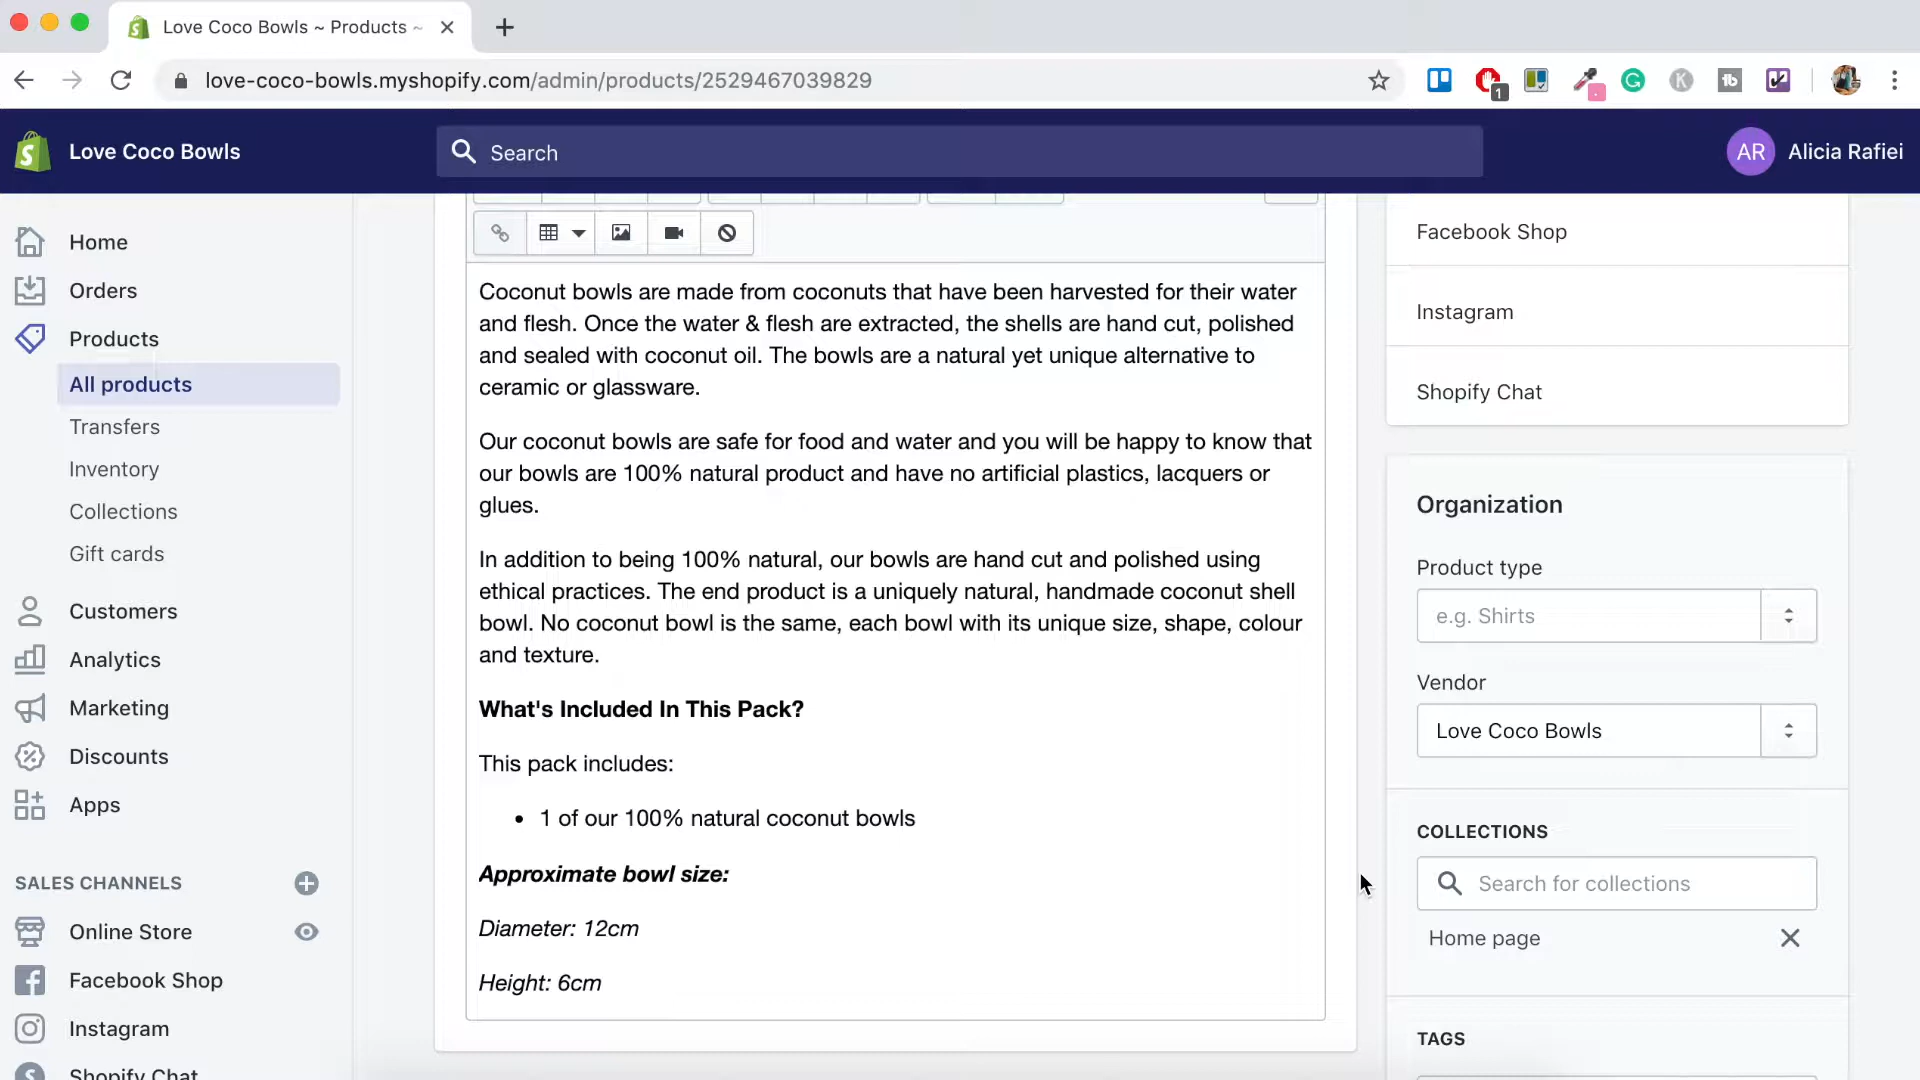 Love Coco Bowls ~ Products ~
love-coco-bowls.myshopify.com/admin/products/2529467039829
1
G
K
tb
Love Coco Bowls
Search
AR
Alicia Rafiei
Home
Orders
Products
All products
Transfers
Inventory
Collections
Gift cards
Customers
Analytics
Marketing
Discounts
Apps
SALES CHANNELS
Online Store
Facebook Shop
Instagram
Shopify Chat
Coconut bowls are made from coconuts that have been harvested for their water
and flesh. Once the water & flesh are extracted, the shells are hand cut, polished
and sealed with coconut oil. The bowls are a natural yet unique alternative to
ceramic or glassware.
Our coconut bowls are safe for food and water and you will be happy to know that
our bowls are 100% natural product and have no artificial plastics, lacquers or
glues.
In addition to being 100% natural, our bowls are hand cut and polished using
ethical practices. The end product is a uniquely natural, handmade coconut shell
bowl. No coconut bowl is the same, each bowl with its unique size, shape, colour
and texture.
What's Included In This Pack?
This pack includes:
• 1 of our 100% natural coconut bowls
Approximate bowl size:
Diameter: 12cm
Height: 6cm
Facebook Shop
Instagram
Shopify Chat
Organization
Product type
e.g. Shirts
Vendor
Love Coco Bowls
COLLECTIONS
Search for collections
Home page
TAGS